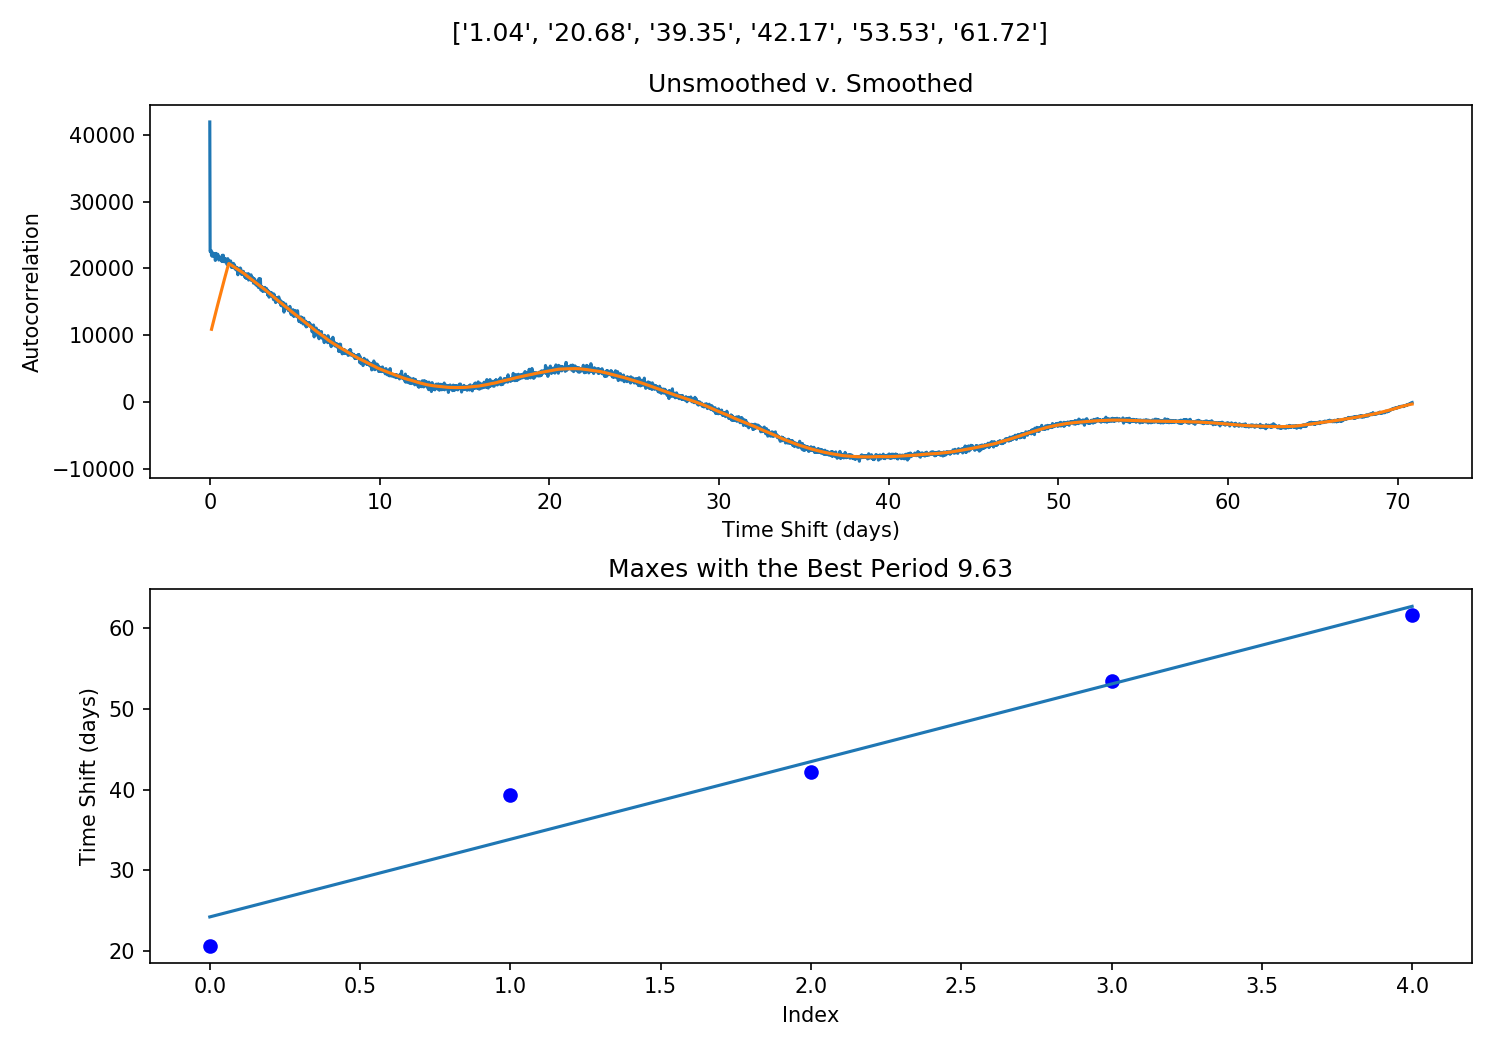 ['1.04', '20.68', '39.35', '42.17', '53.53', '61.72']
Unsmoothed v. Smoothed
Autocorrelation
40000
30000
20000
10000
0
−10000
0 10 20 30 40 50 60 70
Time Shift (days)
Maxes with the Best Period 9.63
Time Shift (days)
60
50
40
30
20
0.0 0.5 1.0 1.5 2.0 2.5 3.0 3.5 4.0
Index